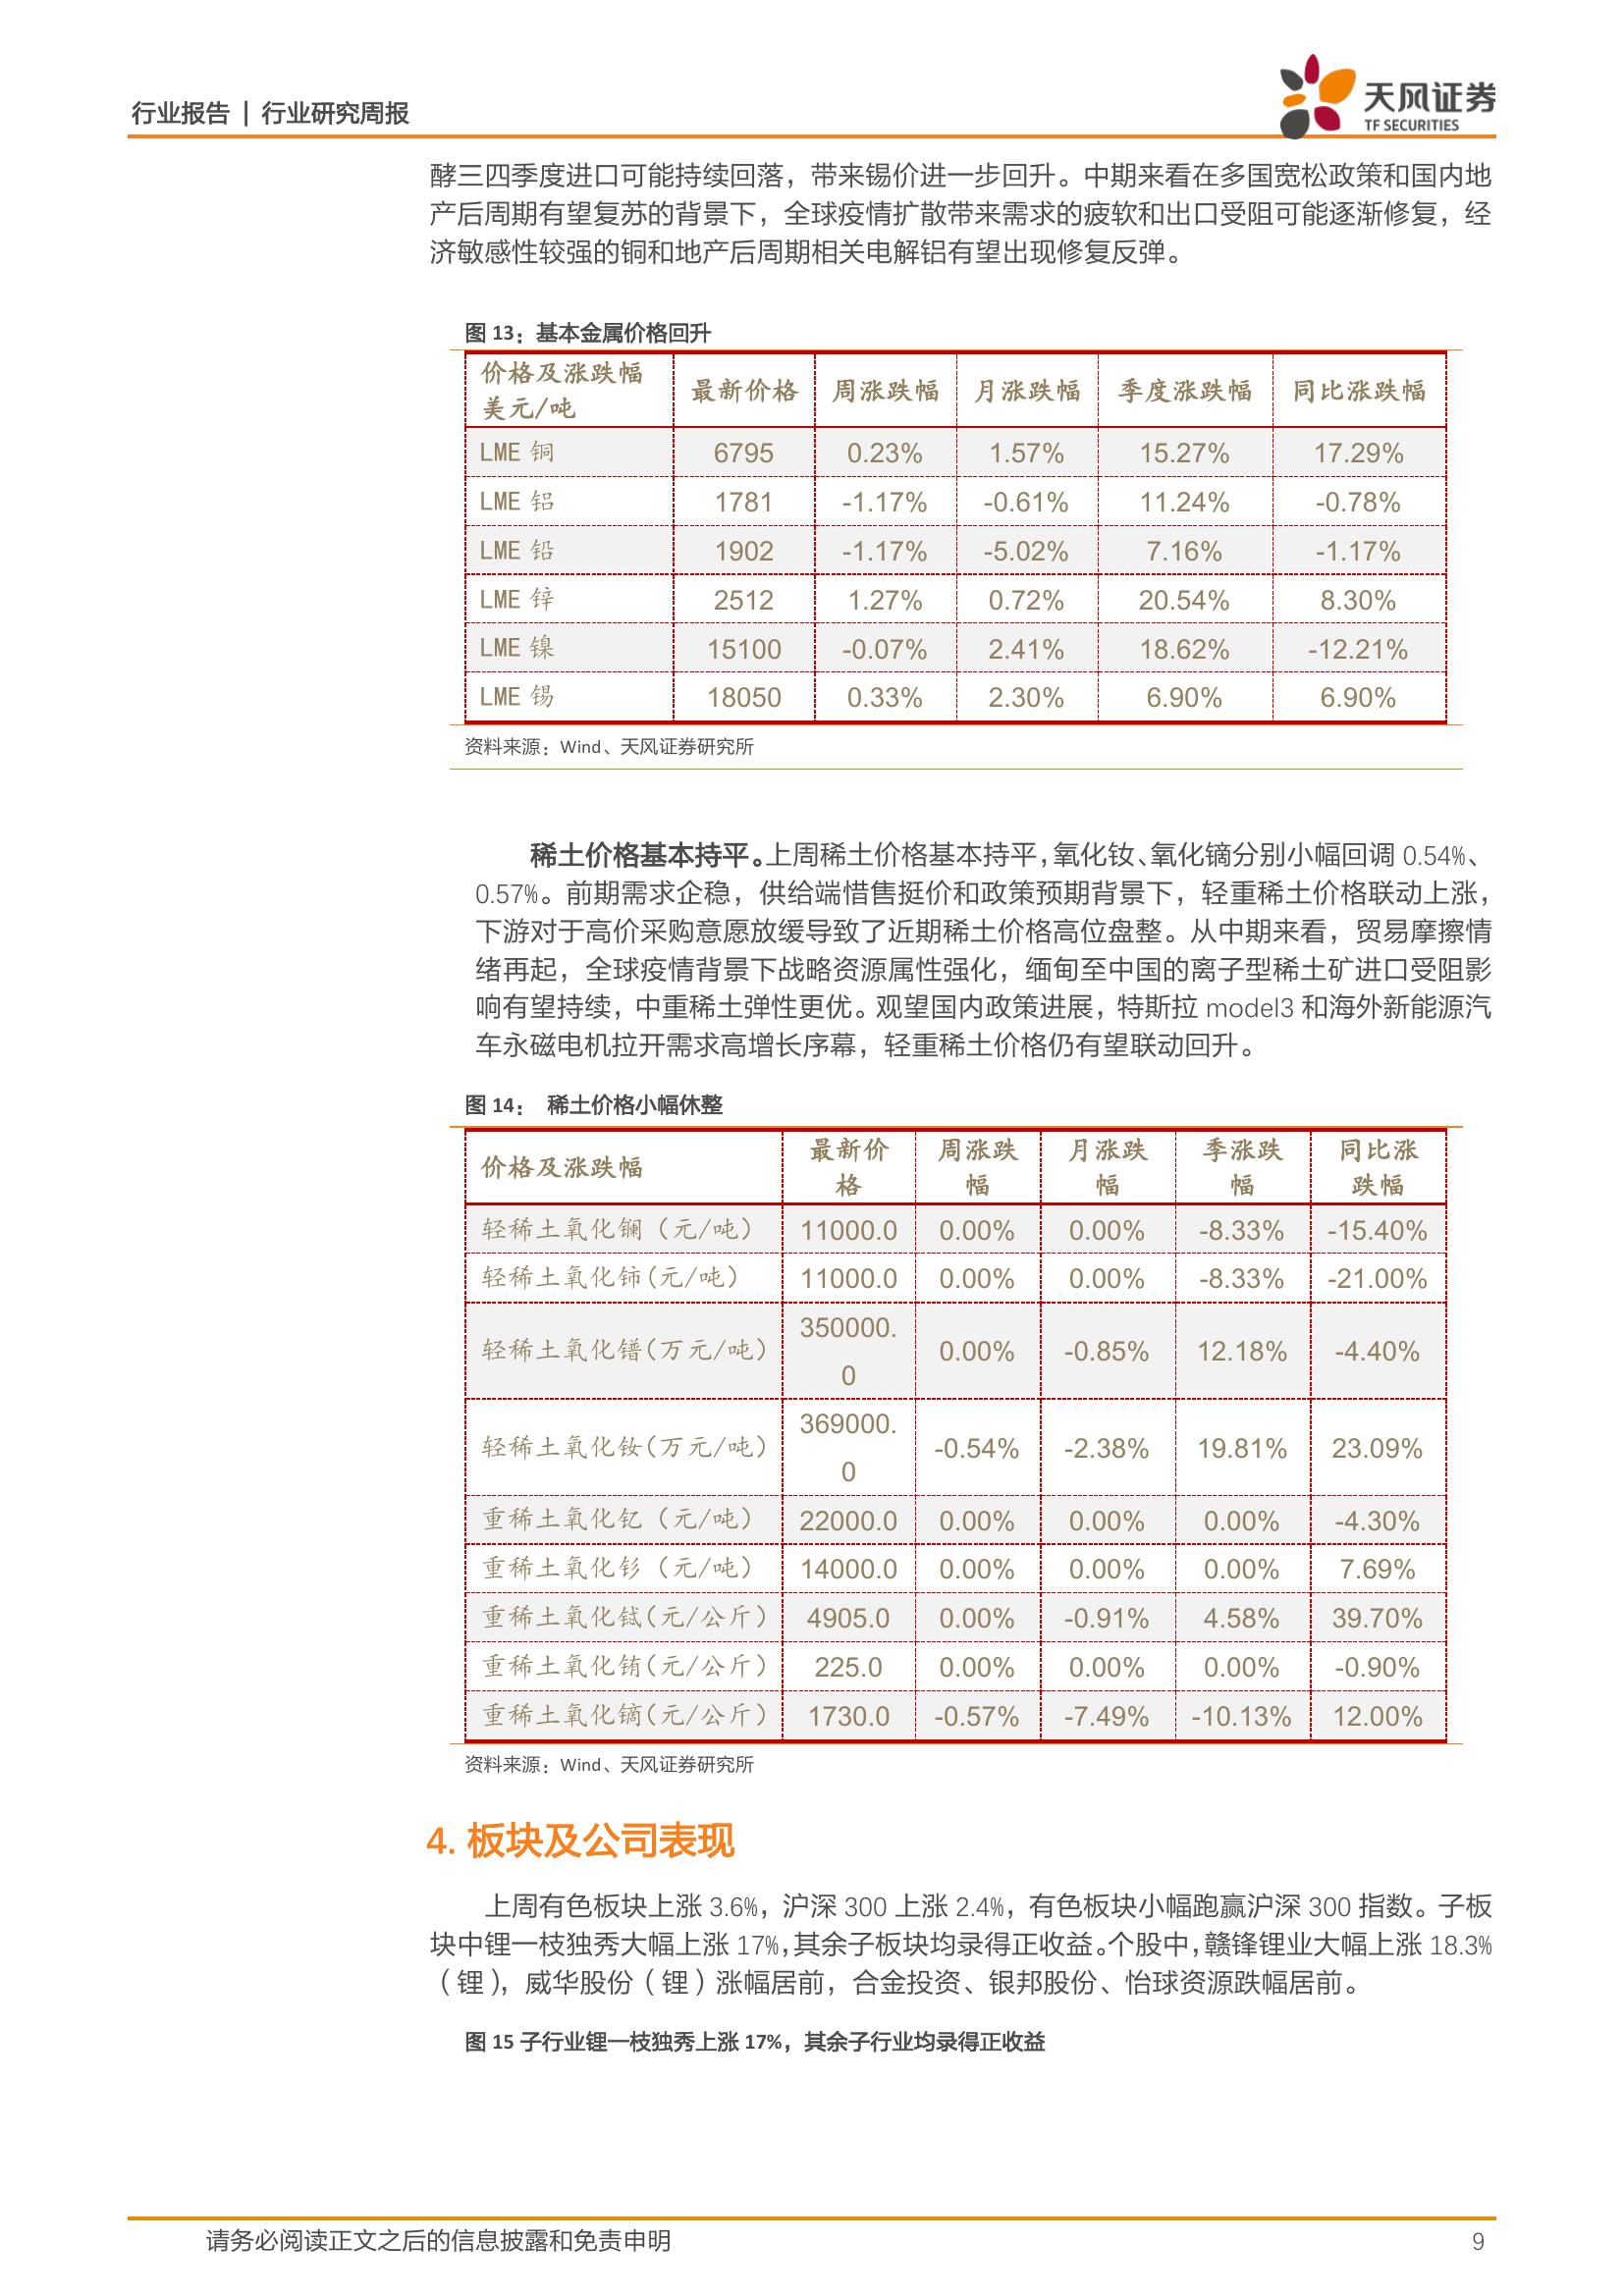 行业报告 | 行业研究周报
天风证券
TF SECURITIES
酵三四季度进口可能持续回落，带来锡价进一步回升。中期来看在多国宽松政策和国内地
产后周期有望复苏的背景下，全球疫情扩散带来需求的疲软和出口受阻可能逐渐修复，经
济敏感性较强的铜和地产后周期相关电解铝有望出现修复反弹。
图 13：基本金属价格回升
价格及涨跌幅 美元/吨 最新价格 周涨跌幅 月涨跌幅 季度涨跌幅 同比涨跌幅
LME 铜 6795 0.23% 1.57% 15.27% 17.29%
LME 铝 1781 -1.17% -0.61% 11.24% -0.78%
LME 铅 1902 -1.17% -5.02% 7.16% -1.17%
LME 锌 2512 1.27% 0.72% 20.54% 8.30%
LME 镍 15100 -0.07% 2.41% 18.62% -12.21%
LME 锡 18050 0.33% 2.30% 6.90% 6.90%
资料来源：Wind、天风证券研究所
稀土价格基本持平。上周稀土价格基本持平，氧化钕、氧化镝分别小幅回调 0.54%、
0.57%。前期需求企稳，供给端惜售挺价和政策预期背景下，轻重稀土价格联动上涨，
下游对于高价采购意愿放缓导致了近期稀土价格高位盘整。从中期来看，贸易摩擦情
绪再起，全球疫情背景下战略资源属性强化，缅甸至中国的离子型稀土矿进口受阻影
响有望持续，中重稀土弹性更优。观望国内政策进展，特斯拉 model3 和海外新能源汽
车永磁电机拉开需求高增长序幕，轻重稀土价格仍有望联动回升。
图 14： 稀土价格小幅休整
价格及涨跌幅 最新价格 周涨跌幅 月涨跌幅 季涨跌幅 同比涨跌幅
轻稀土氧化镧（元/吨） 11000.0 0.00% 0.00% -8.33% -15.40%
轻稀土氧化铈(元/吨) 11000.0 0.00% 0.00% -8.33% -21.00%
轻稀土氧化镨(万元/吨) 350000.0 0.00% -0.85% 12.18% -4.40%
轻稀土氧化钕(万元/吨) 369000.0 -0.54% -2.38% 19.81% 23.09%
重稀土氧化钇（元/吨） 22000.0 0.00% 0.00% 0.00% -4.30%
重稀土氧化钐（元/吨） 14000.0 0.00% 0.00% 0.00% 7.69%
重稀土氧化铽(元/公斤) 4905.0 0.00% -0.91% 4.58% 39.70%
重稀土氧化铕(元/公斤) 225.0 0.00% 0.00% 0.00% -0.90%
重稀土氧化镝(元/公斤) 1730.0 -0.57% -7.49% -10.13% 12.00%
资料来源：Wind、天风证券研究所
4. 板块及公司表现
上周有色板块上涨 3.6%，沪深 300 上涨 2.4%，有色板块小幅跑赢沪深 300 指数。子板
块中锂一枝独秀大幅上涨 17%，其余子板块均录得正收益。个股中，赣锋锂业大幅上涨 18.3%
（锂），威华股份（锂）涨幅居前，合金投资、银邦股份、怡球资源跌幅居前。
图 15 子行业锂一枝独秀上涨 17%，其余子行业均录得正收益
请务必阅读正文之后的信息披露和免责申明 9